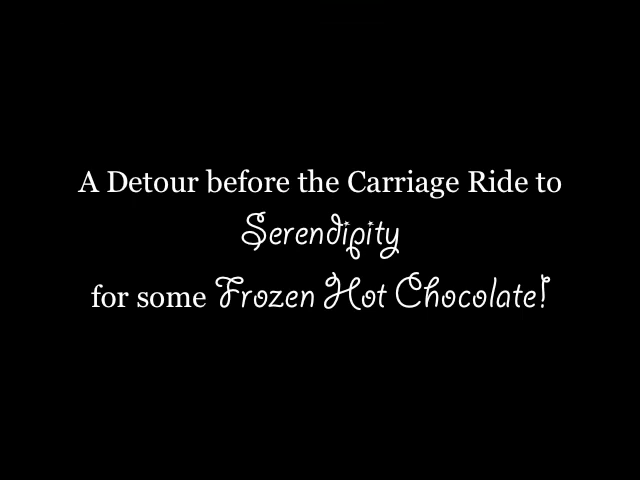 A Detour before the Carriage Ride to
Serendipity
for some Frozen Hot Chocolate!